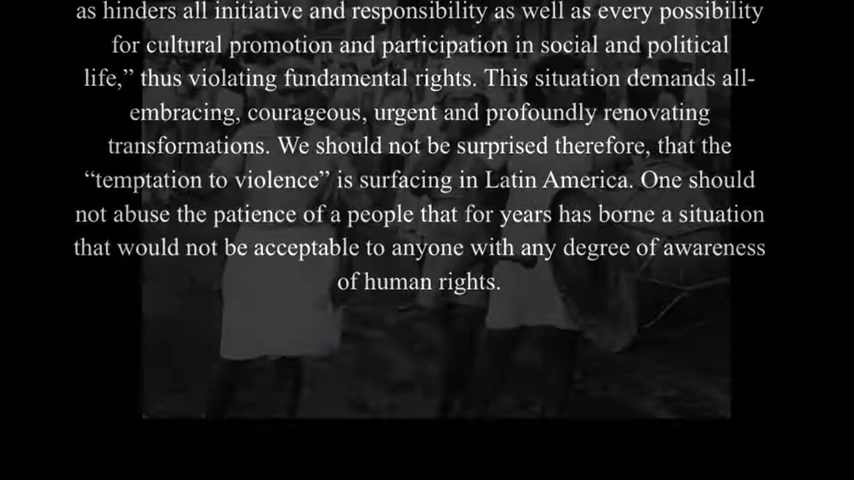 as hinders all initiative and responsibility as well as every possibility
for cultural promotion and participation in social and political
life,” thus violating fundamental rights. This situation demands all-
embracing, courageous, urgent and profoundly renovating
transformations. We should not be surprised therefore, that the
“temptation to violence” is surfacing in Latin America. One should
not abuse the patience of a people that for years has borne a situation
that would not be acceptable to anyone with any degree of awareness
of human rights.